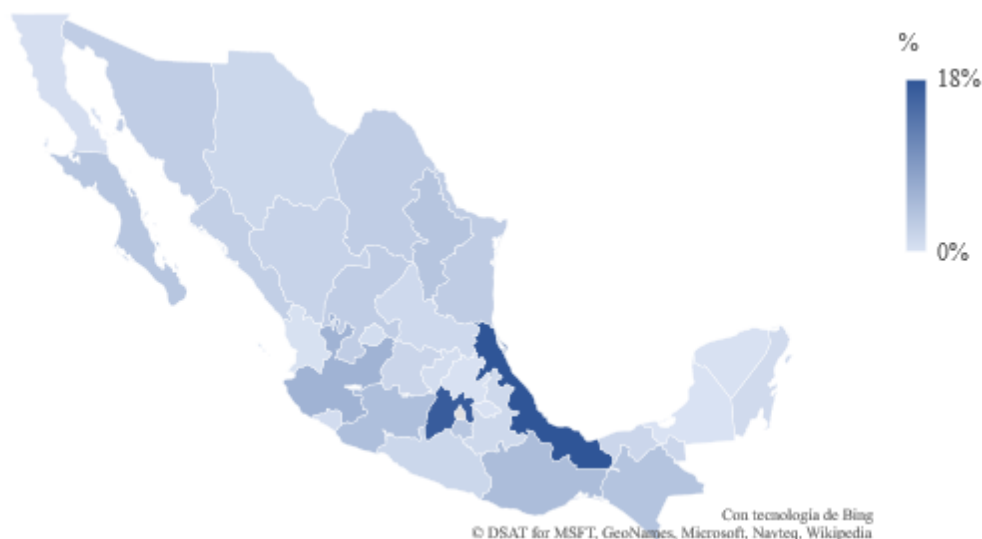 %
18%
0%
Con tecnología de Bing
© DSAT for MSFT, GeoNames, Microsoft, Navteq, Wikipedia